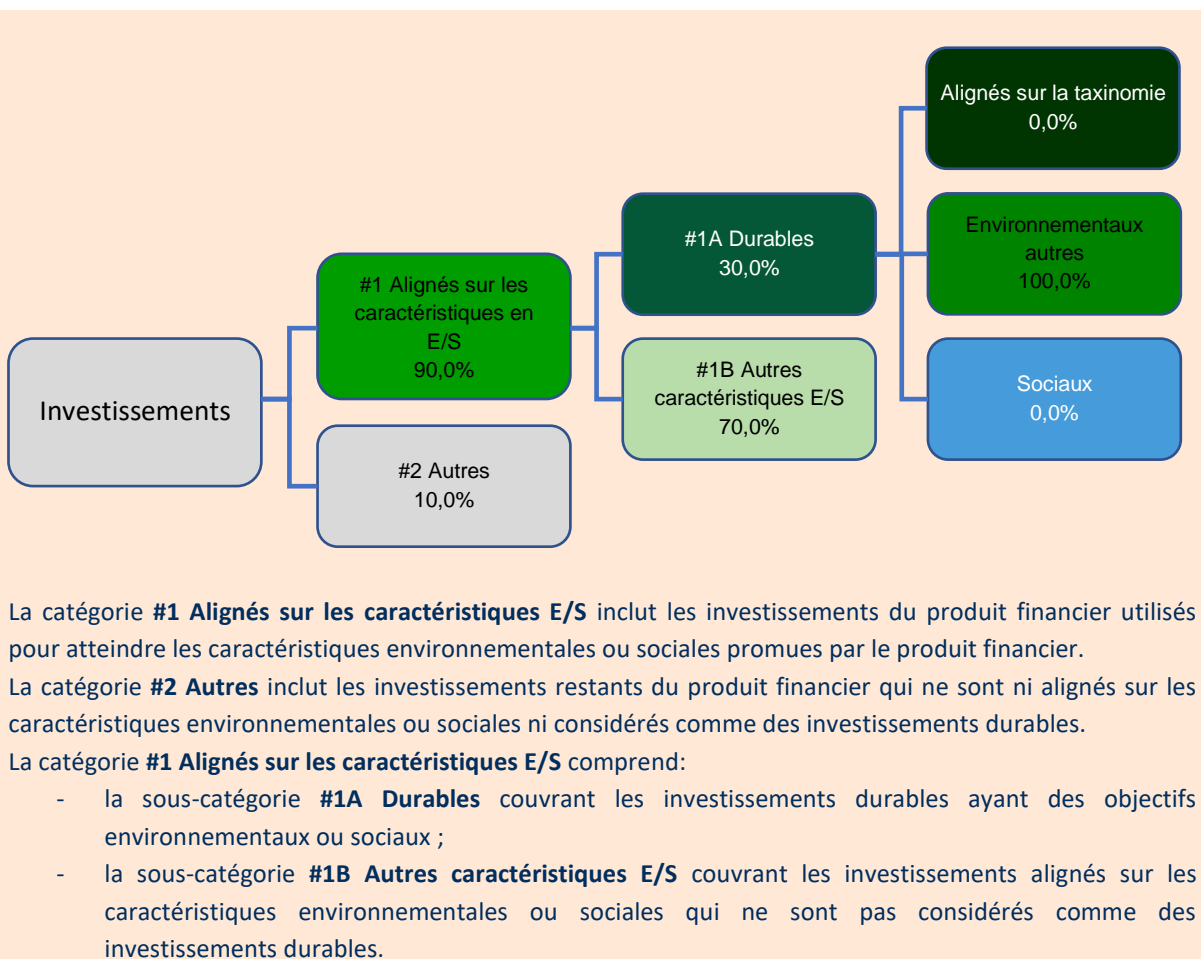 Investissements
#1 Alignés sur les
caractéristiques en
E/S
90,0%
#2 Autres
10,0%
#1A Durables
30,0%
#1B Autres
caractéristiques E/S
70,0%
Alignés sur la taxinomie
0,0%
Environnementaux
autres
100,0%
Sociaux
0,0%
La catégorie #1 Alignés sur les caractéristiques E/S inclut les investissements du produit financier utilisés
pour atteindre les caractéristiques environnementales ou sociales promues par le produit financier.
La catégorie #2 Autres inclut les investissements restants du produit financier qui ne sont ni alignés sur les
caractéristiques environnementales ou sociales ni considérés comme des investissements durables.
La catégorie #1 Alignés sur les caractéristiques E/S comprend:
- la sous-catégorie #1A Durables couvrant les investissements durables ayant des objectifs
environnementaux ou sociaux ;
- la sous-catégorie #1B Autres caractéristiques E/S couvrant les investissements alignés sur les
caractéristiques environnementales ou sociales qui ne sont pas considérés comme des
investissements durables.